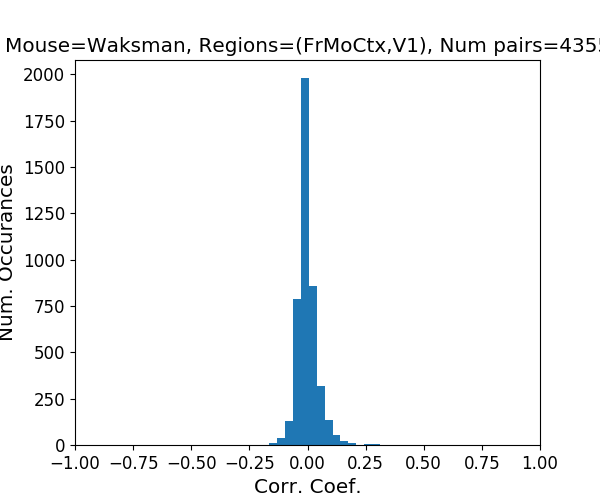 Mouse=Waksman, Regions=(FrMoCtx,V1), Num pairs=4355
2000
1750
1500
1250
1000
750
500
250
0
Num. Occurances
−1.00 −0.75 −0.50 −0.25 0.00 0.25 0.50 0.75 1.00
Corr. Coef.